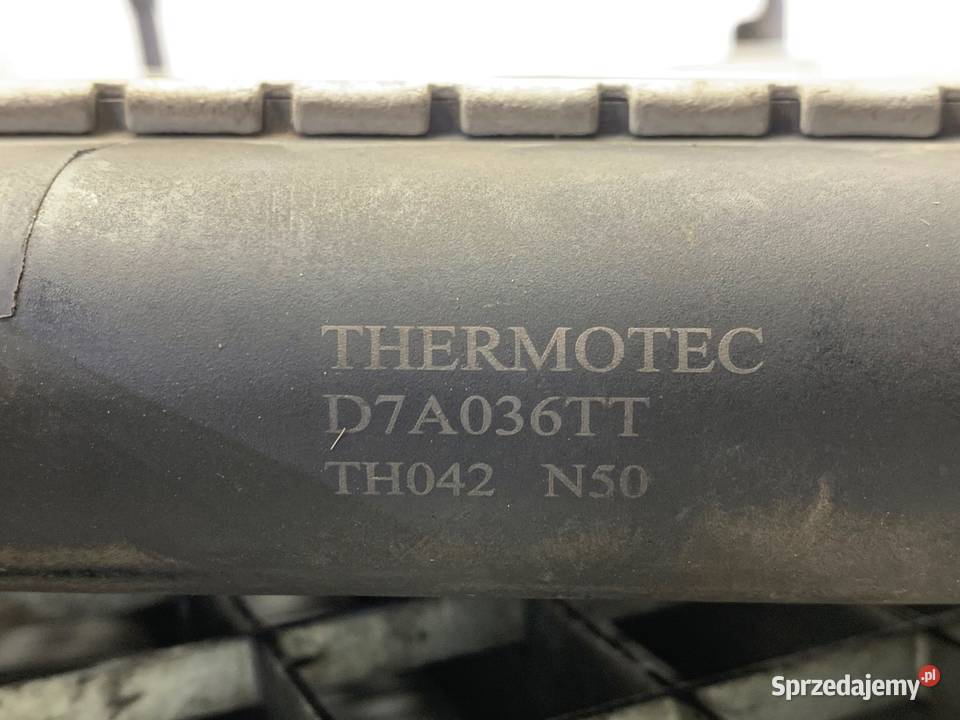 THERMOTEC
D7A036TT
TH042 N50
Sprzedajemy.pl